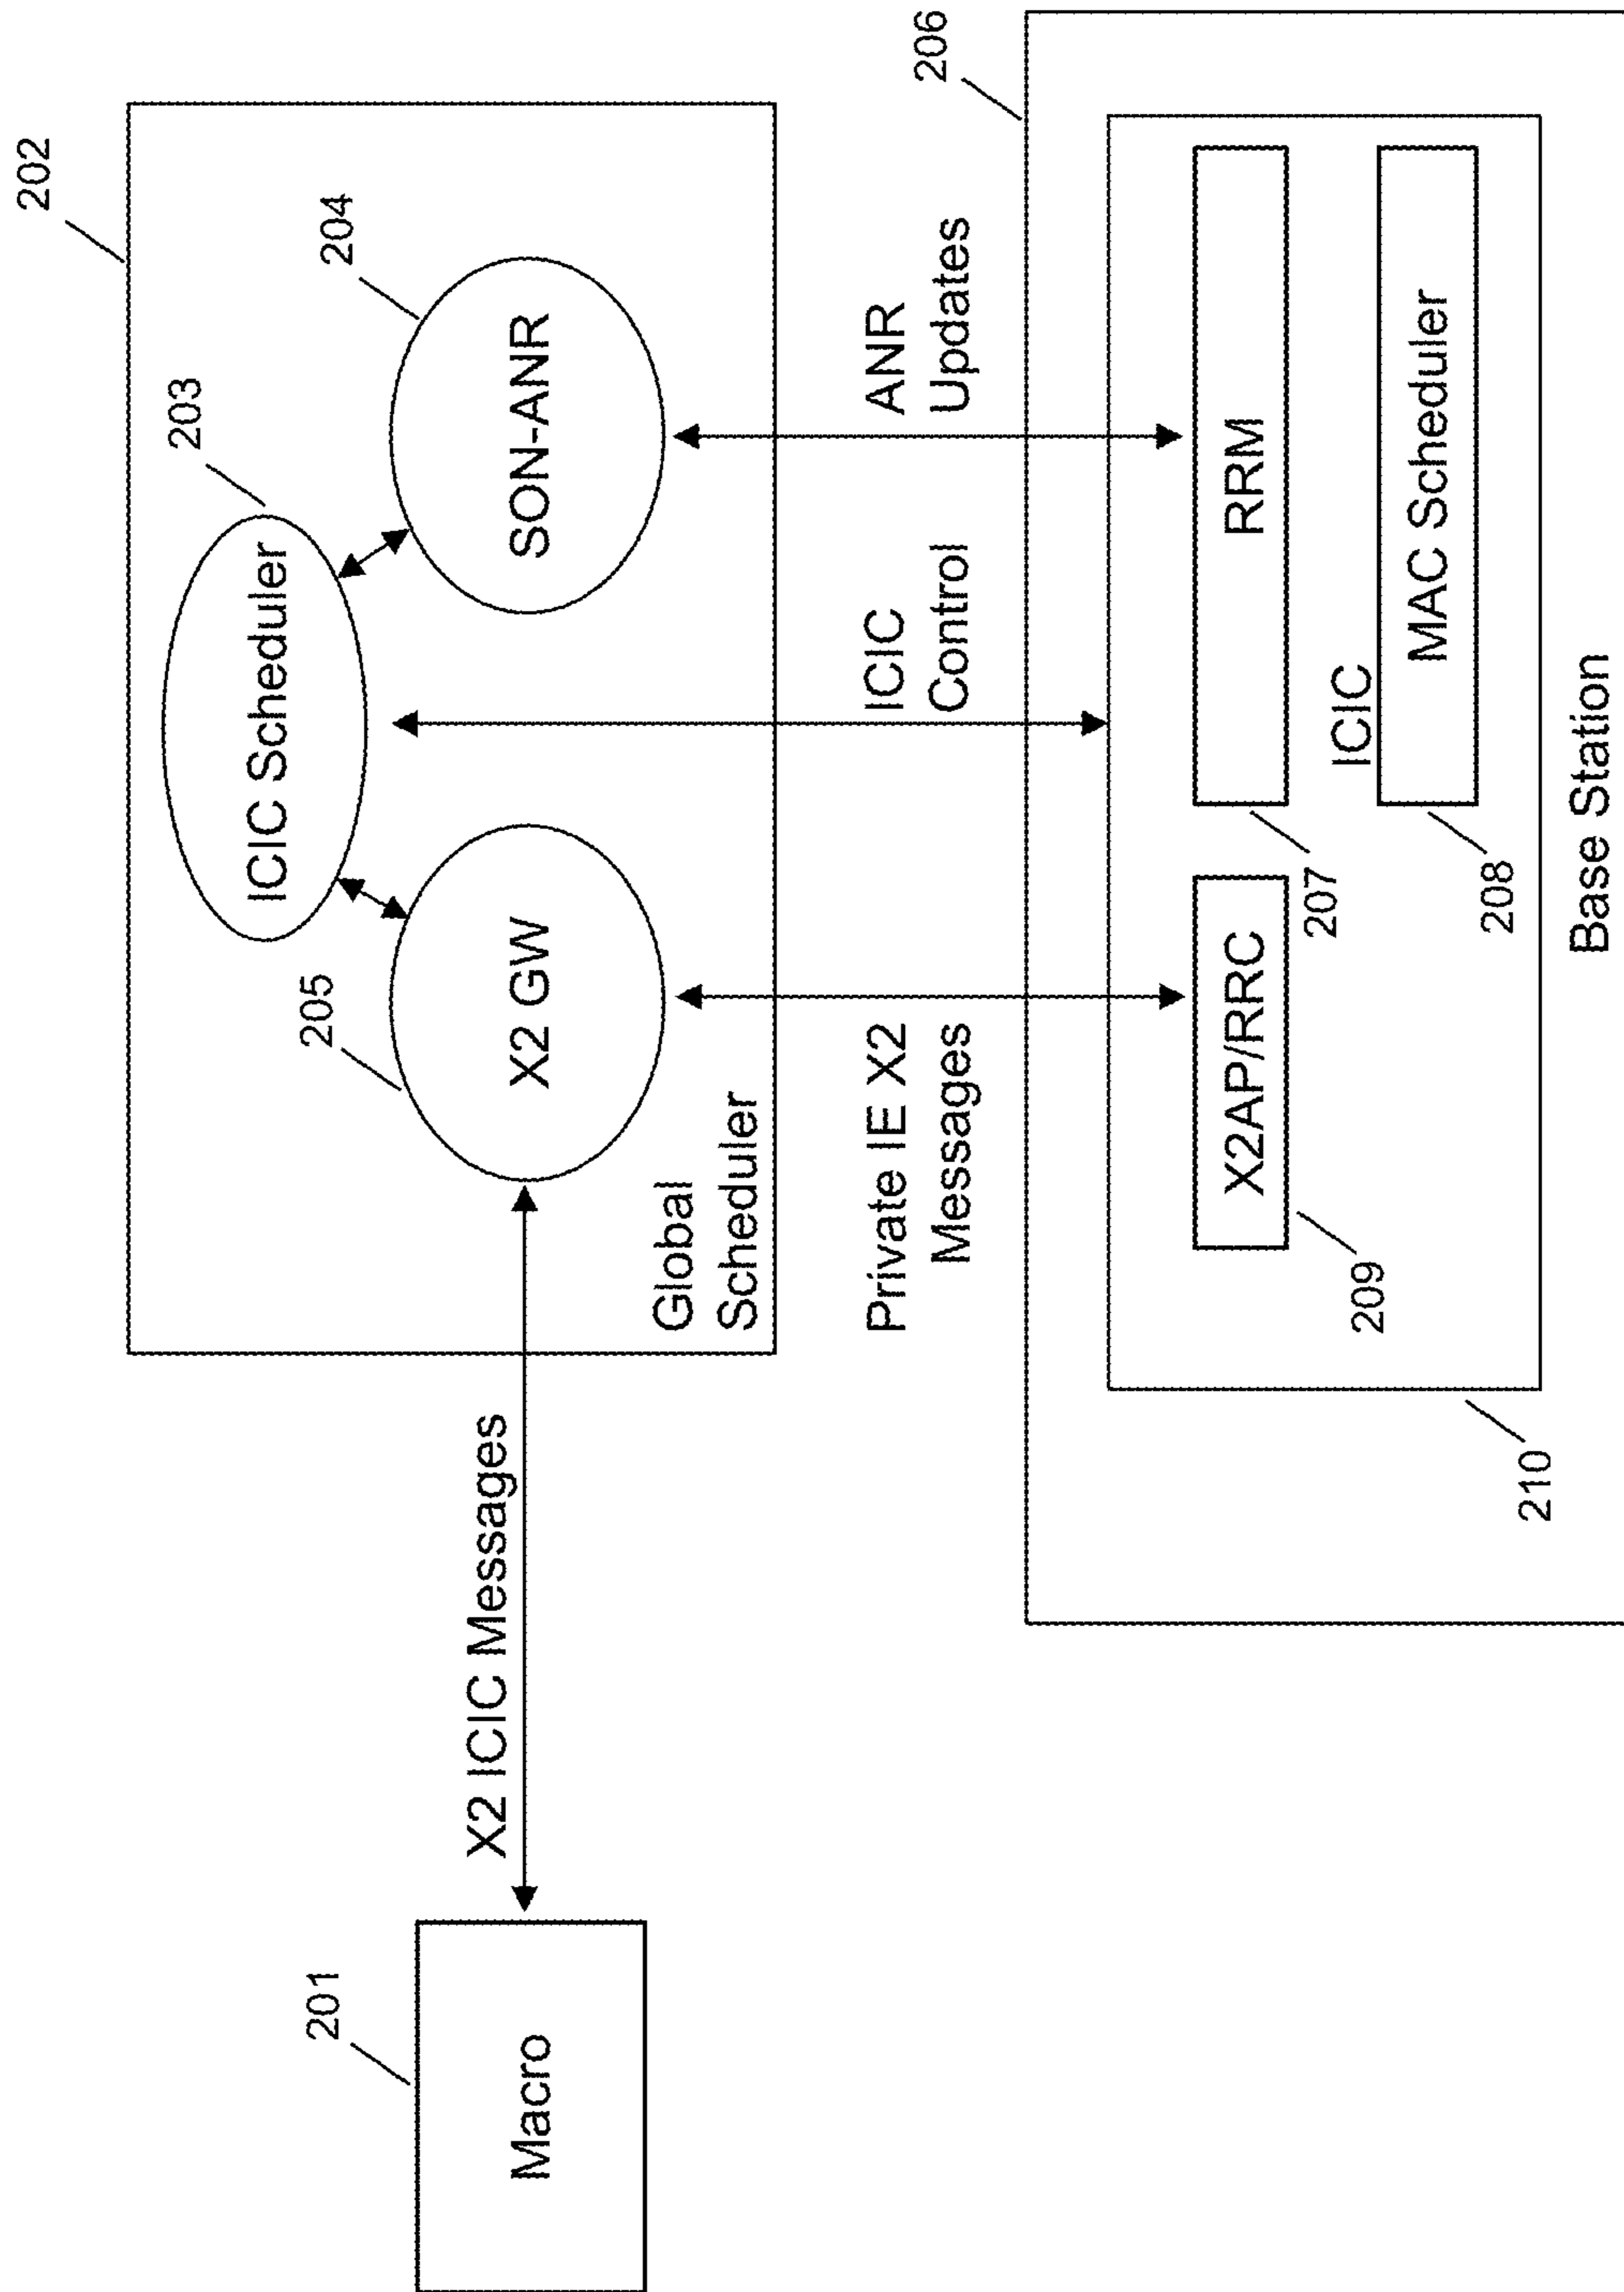 202
203
ICIC Scheduler
204
SON-ANR
205
X2 GW
Global
Scheduler
201
Macro
X2 ICIC Messages
Private IE X2
Messages
ICIC
Control
ANR
Updates
206
RRM
207
ICIC
MAC Scheduler
208
X2AP/RRC
209
210
Base Station